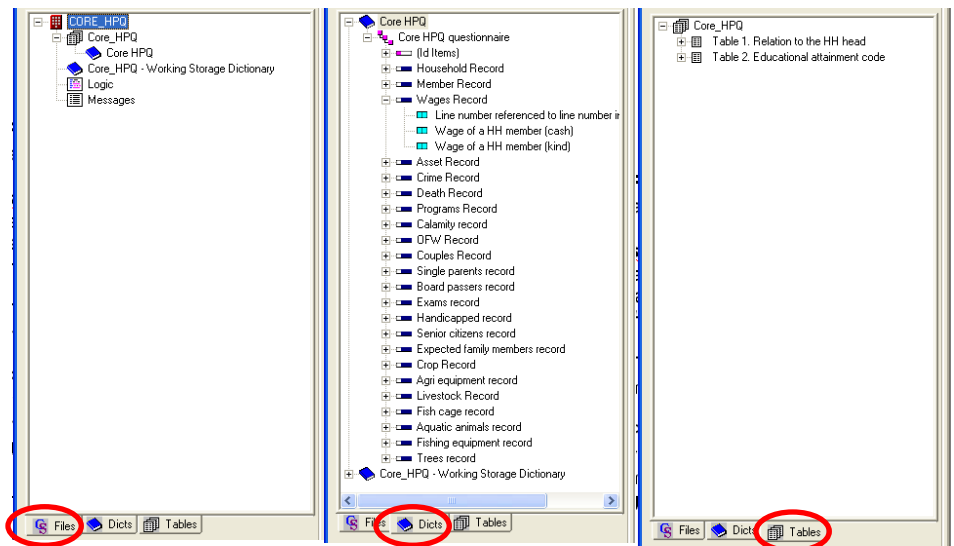 CORE_HPQ
Core_HPQ
Core HPQ
Core_HPQ - Working Storage Dictionary
Logic
Messages
Files Dicts Tables
Core HPQ
Core HPQ questionnaire
(Id Items)
Household Record
Member Record
Wages Record
Line number referenced to line number i
Wage of a HH member (cash)
Wage of a HH member (kind)
Asset Record
Crime Record
Death Record
Programs Record
Calamity record
OFW Record
Couples Record
Single parents record
Board passers record
Exams record
Handicapped record
Senior citizens record
Expected family members record
Crop Record
Agri equipment record
Livestock Record
Fish cage record
Aquatic animals record
Fishing equipment record
Trees record
Core_HPQ - Working Storage Dictionary
Files Dicts Tables
Core_HPQ
Table 1. Relation to the HH head
Table 2. Educational attainment code
Files Dicts Tables